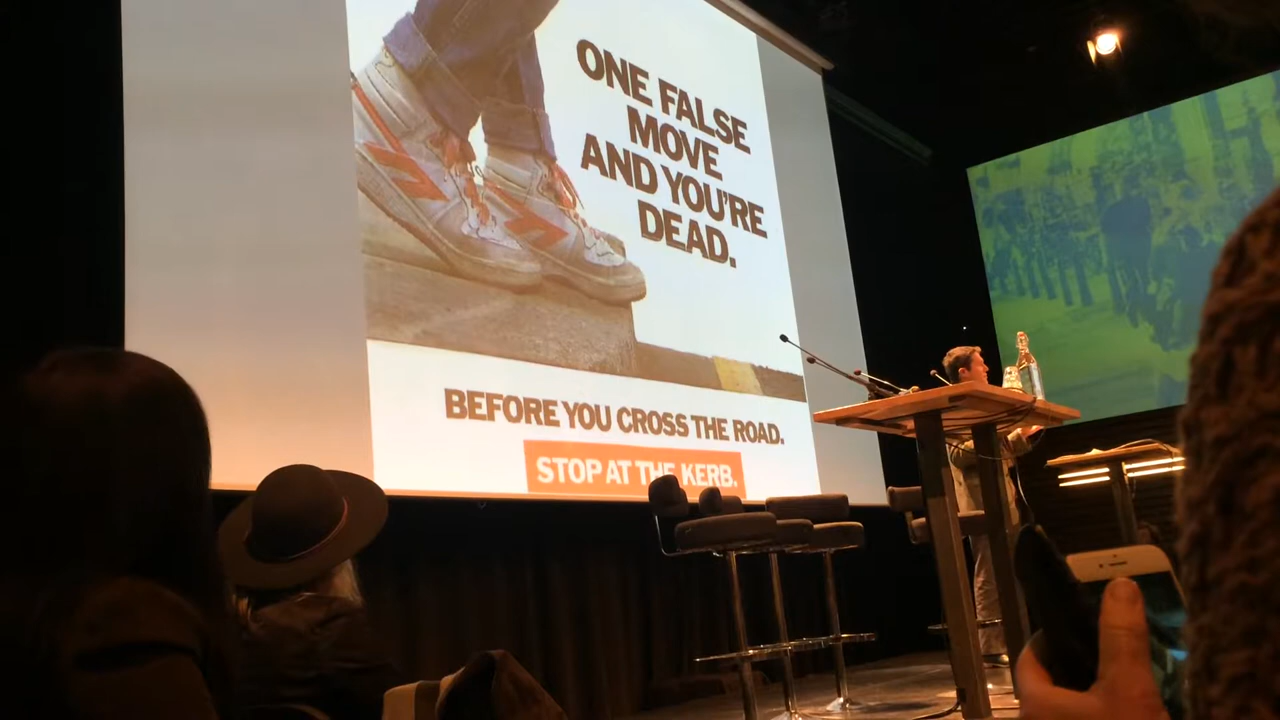 ONE FALSE
MOVE
AND YOU'RE
DEAD.
BEFORE YOU CROSS THE ROAD.
STOP AT THE KERB.